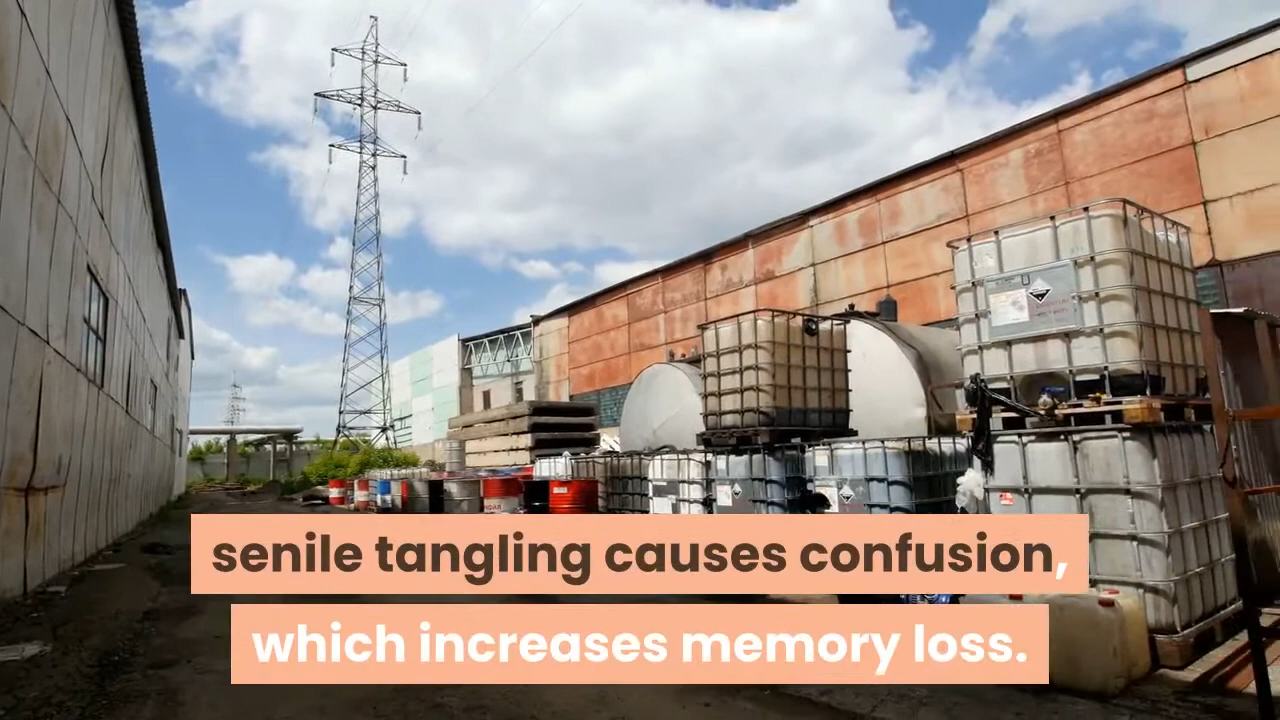 senile tangling causes confusion,
which increases memory loss.